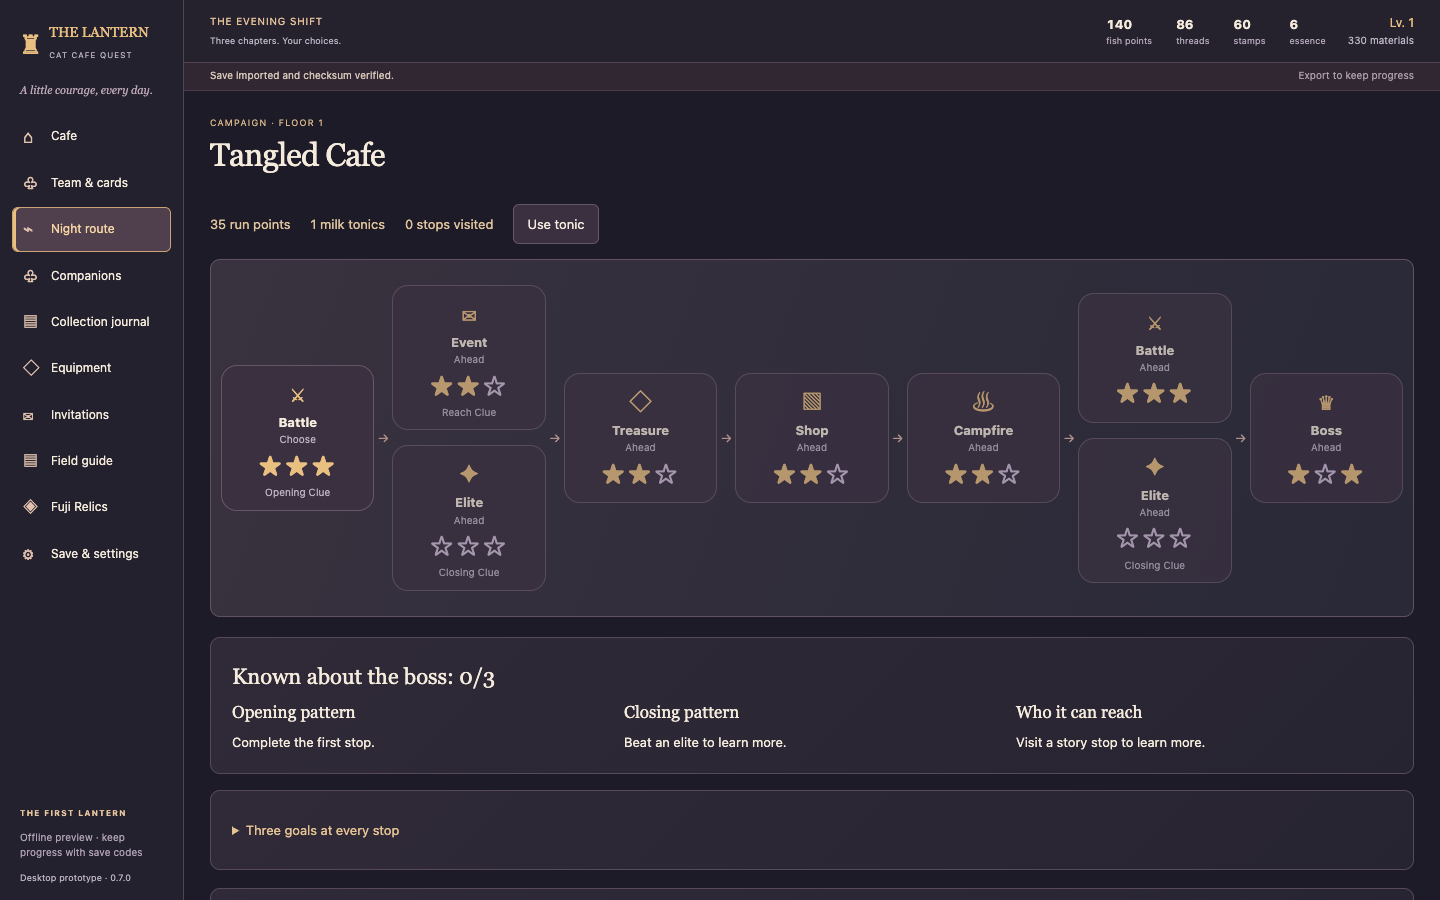 THE LANTERN
CAT CAFE QUEST
A little courage, every day.
Cafe
Team & cards
Night route
Companions
Collection journal
Equipment
Invitations
Field guide
Fuji Relics
Save & settings
THE FIRST LANTERN
Offline preview · keep
progress with save codes
Desktop prototype · 0.7.0
THE EVENING SHIFT
Three chapters. Your choices.
140
fish points
86
threads
60
stamps
6
essence
Lv. 1
330 materials
Save imported and checksum verified.
Export to keep progress
CAMPAIGN · FLOOR 1
Tangled Cafe
35 run points
1 milk tonics
0 stops visited
Use tonic
Battle
Choose
Opening Clue
Event
Ahead
Reach Clue
Elite
Ahead
Closing Clue
Treasure
Ahead
Shop
Ahead
Campfire
Ahead
Battle
Ahead
Elite
Ahead
Closing Clue
Boss
Ahead
Known about the boss: 0/3
Opening pattern
Complete the first stop.
Closing pattern
Beat an elite to learn more.
Who it can reach
Visit a story stop to learn more.
Three goals at every stop